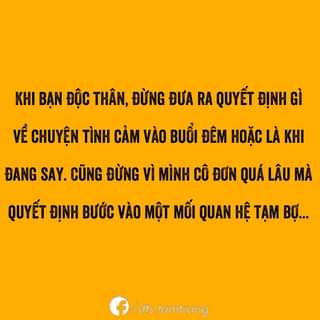 KHI BẠN ĐỘC THÂN, ĐỪNG ĐƯA RA QUYẾT ĐỊNH GÌ
VỀ CHUYỆN TÌNH CẢM VÀO BUỔI ĐÊM HOẶC LÀ KHI
ĐANG SAY. CŨNG ĐỪNG VÌ MÌNH CÔ ĐƠN QUÁ LÂU MÀ
QUYẾT ĐỊNH BƯỚC VÀO MỘT MỐI QUAN HỆ TẠM BỢ...